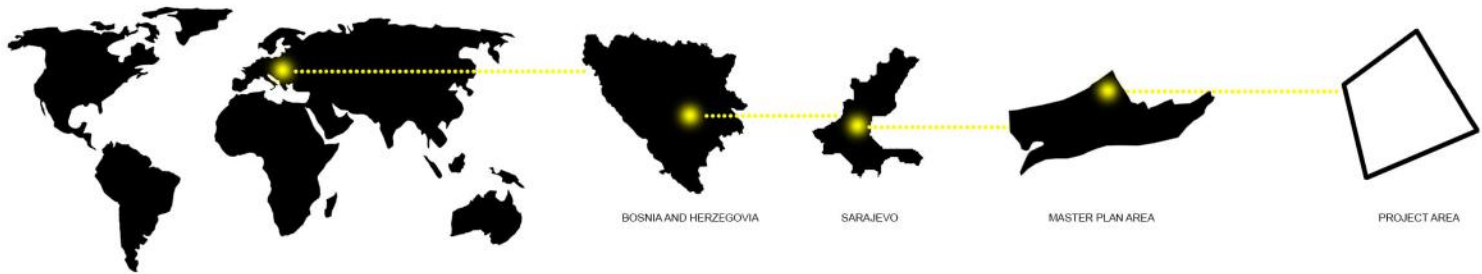 BOSNIA AND HERZEGOVIA
SARAJEVO
MASTER PLAN AREA
PROJECT AREA